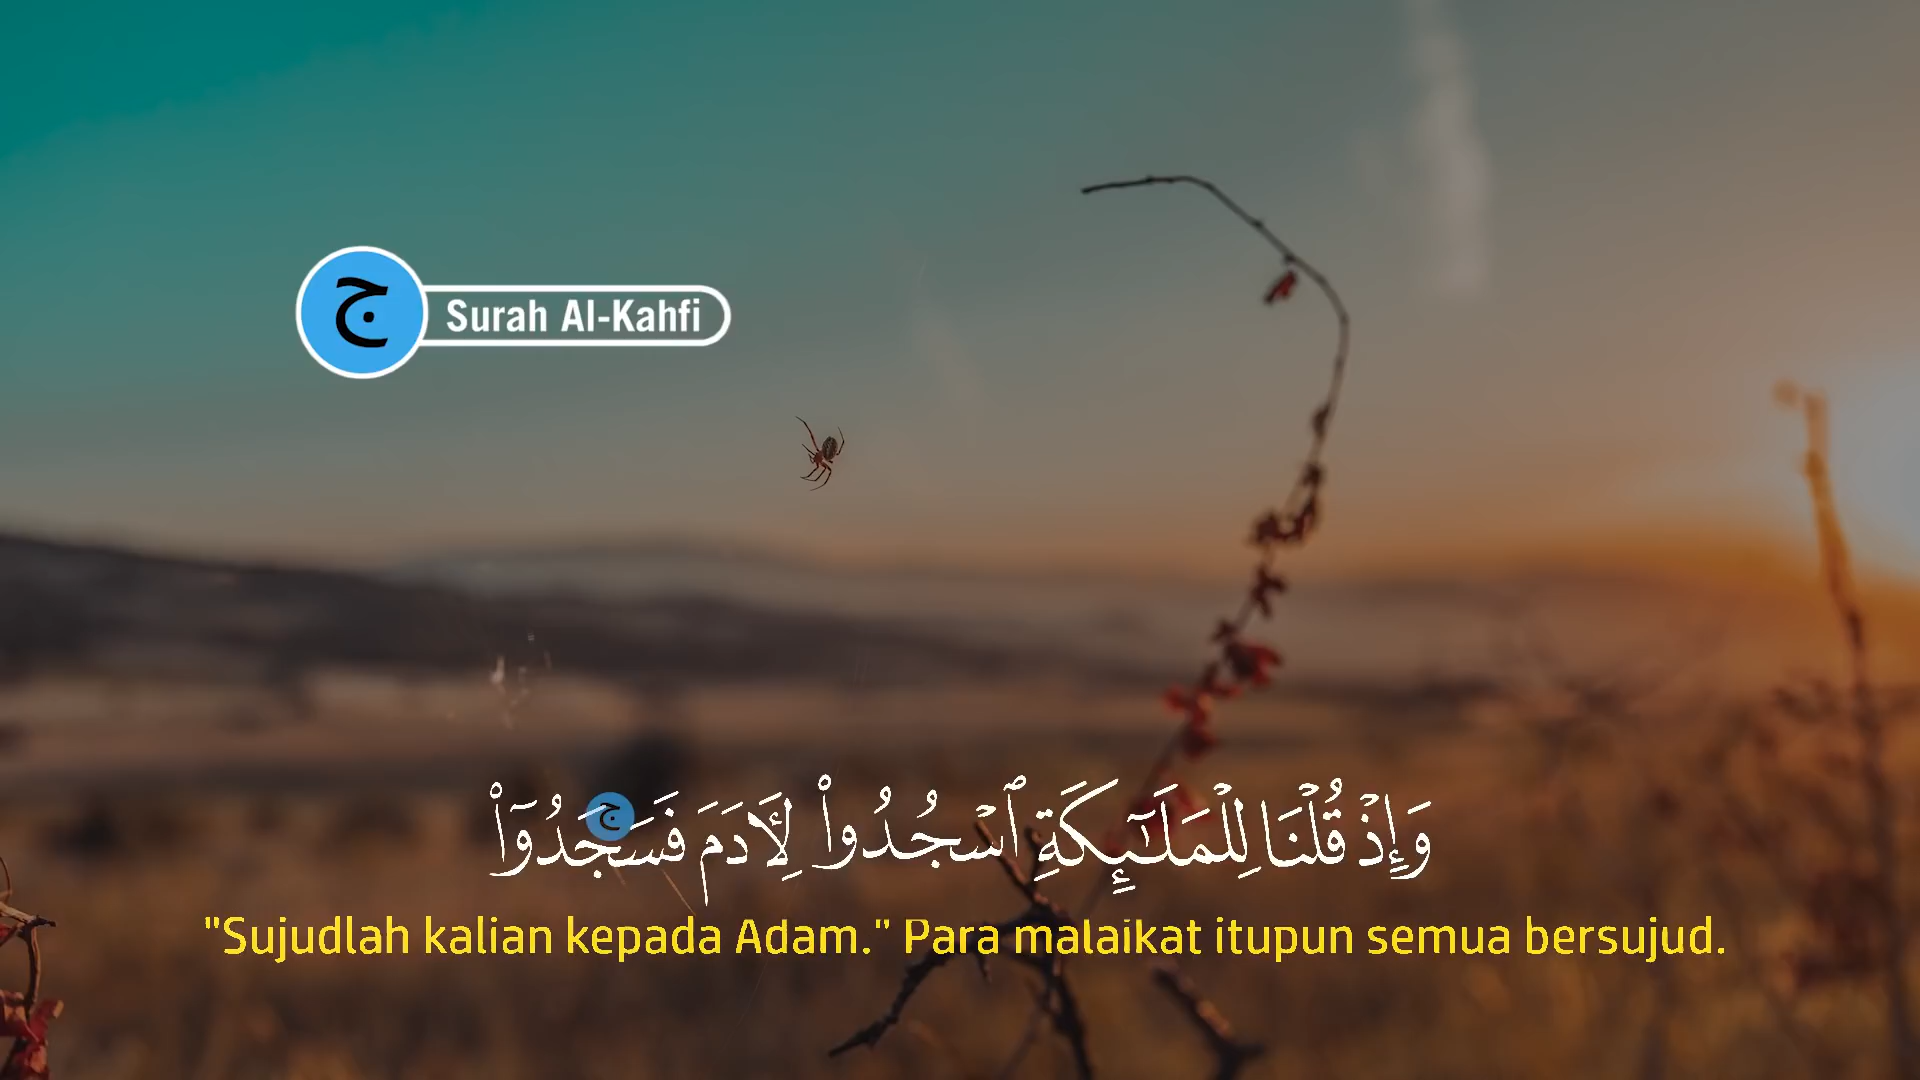 ج
Surah Al-Kahfi
وَإِذْ قُلْنَا لِلْمَلَـٰٓئِكَةِ ٱسْجُدُوا۟ لِـَٔادَمَ فَسَجَدُوٓا۟
ج
"Sujudlah kalian kepada Adam." Para malaikat itupun semua bersujud.